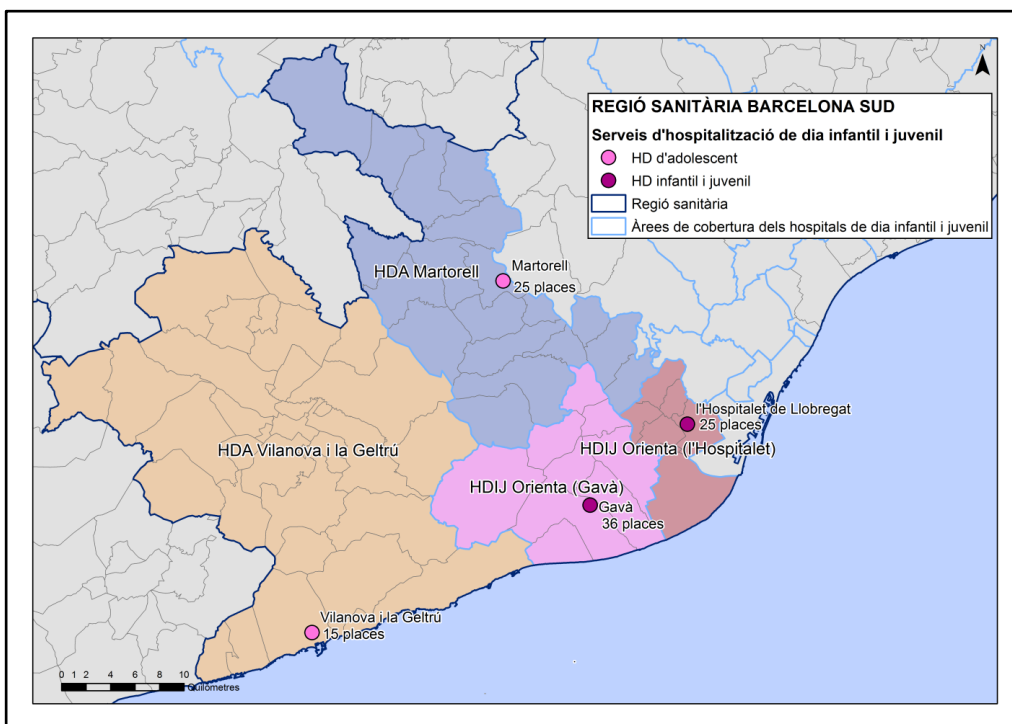 N
REGIÓ SANITÀRIA BARCELONA SUD
Serveis d'hospitalització de dia infantil i juvenil
HD d'adolescent
HD infantil i juvenil
Regió sanitària
Àrees de cobertura dels hospitals de dia infantil i juvenil
HDA Martorell
Martorell
25 places
l'Hospitalet de Llobregat
25 places
HDA Vilanova i la Geltrú
HDIJ Orienta (l'Hospitalet)
HDIJ Orienta (Gavà)
Gavà
36 places
Vilanova i la Geltrú
15 places
0 1 2 4 6 8 10
Quilòmetres